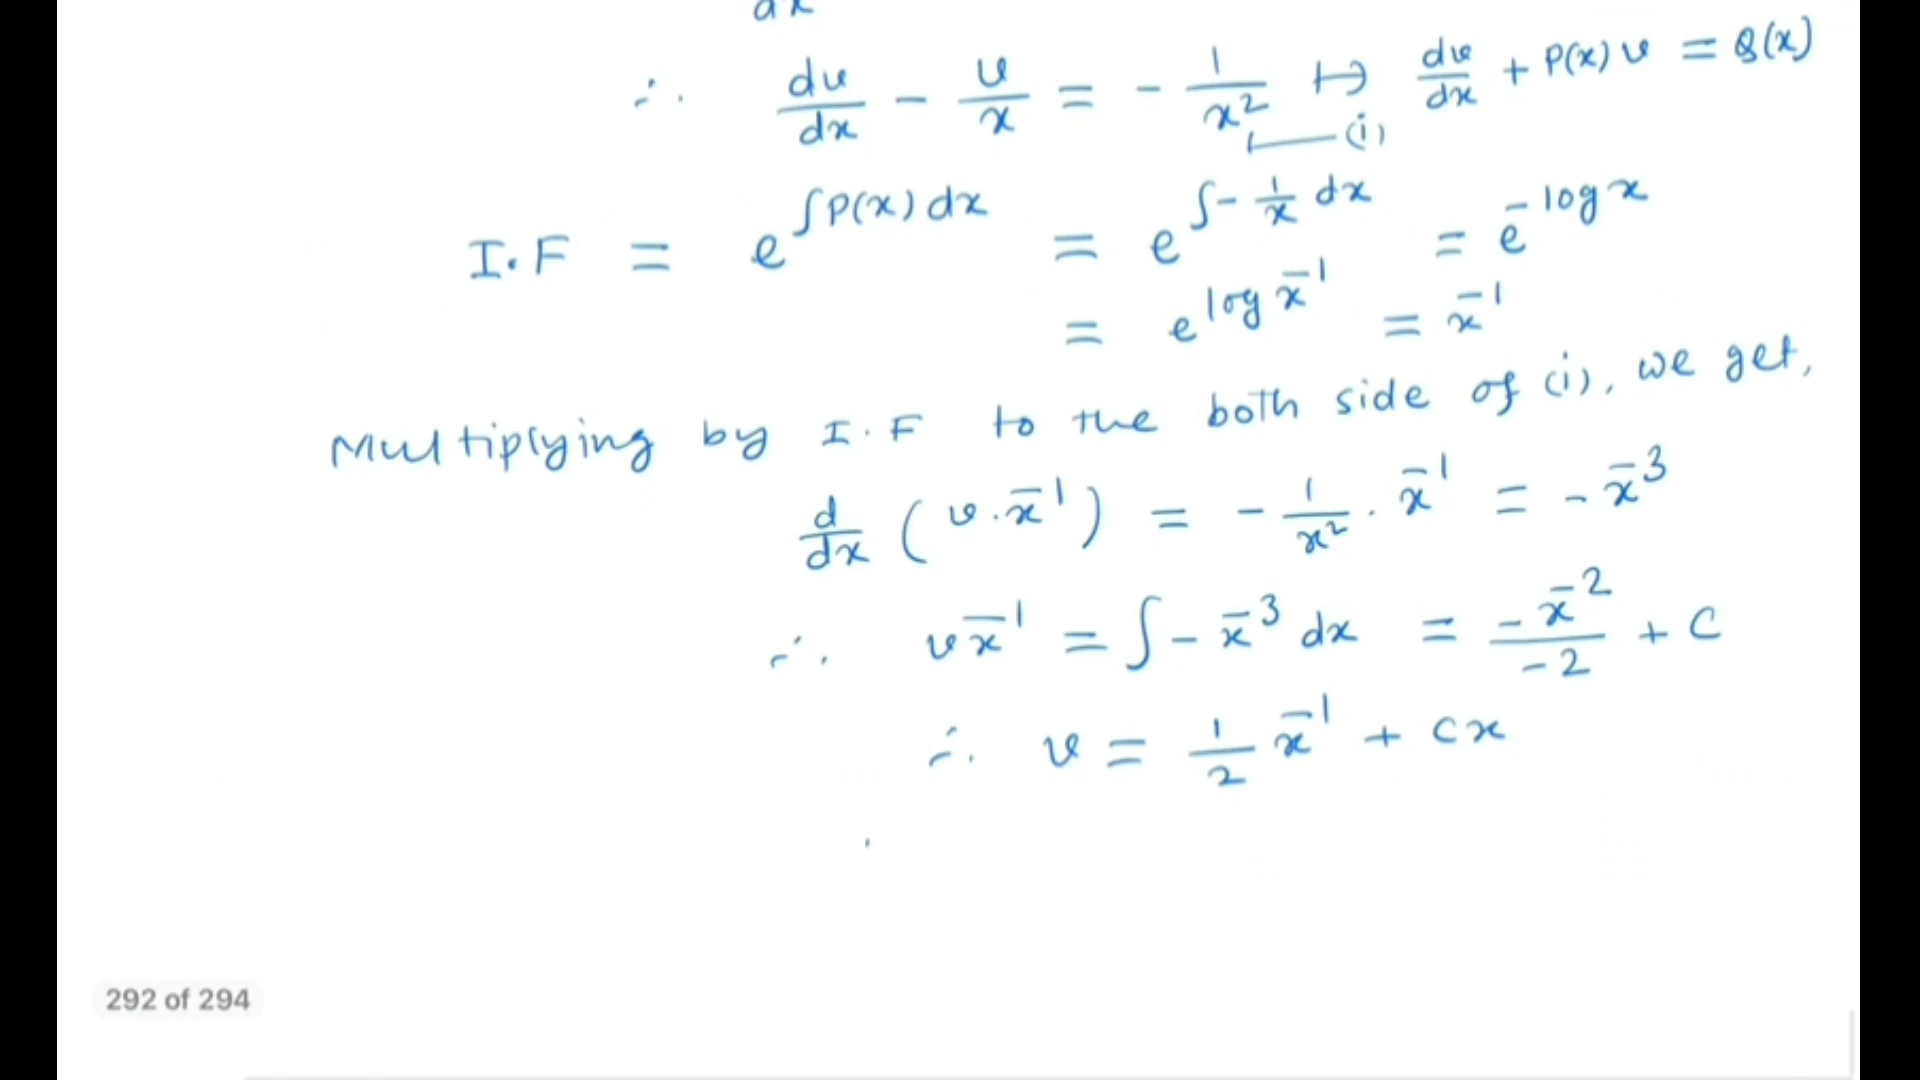 dx
∴ dv/dx - v/x = - 1/x² ↦ dv/dx + P(x) v = Q(x)
(i)
I.F = e^∫P(x)dx = e^∫-1/x dx = e^-log x
= e^log x^-1 = x^-1
Multiplying by I.F to the both side of (i), we get,
d/dx (v.x^-1) = - 1/x² . x^-1 = - x^-3
∴ vx^-1 = ∫ - x^-3 dx = -x^-2/-2 + C
∴ v = 1/2 x^-1 + cx
292 of 294